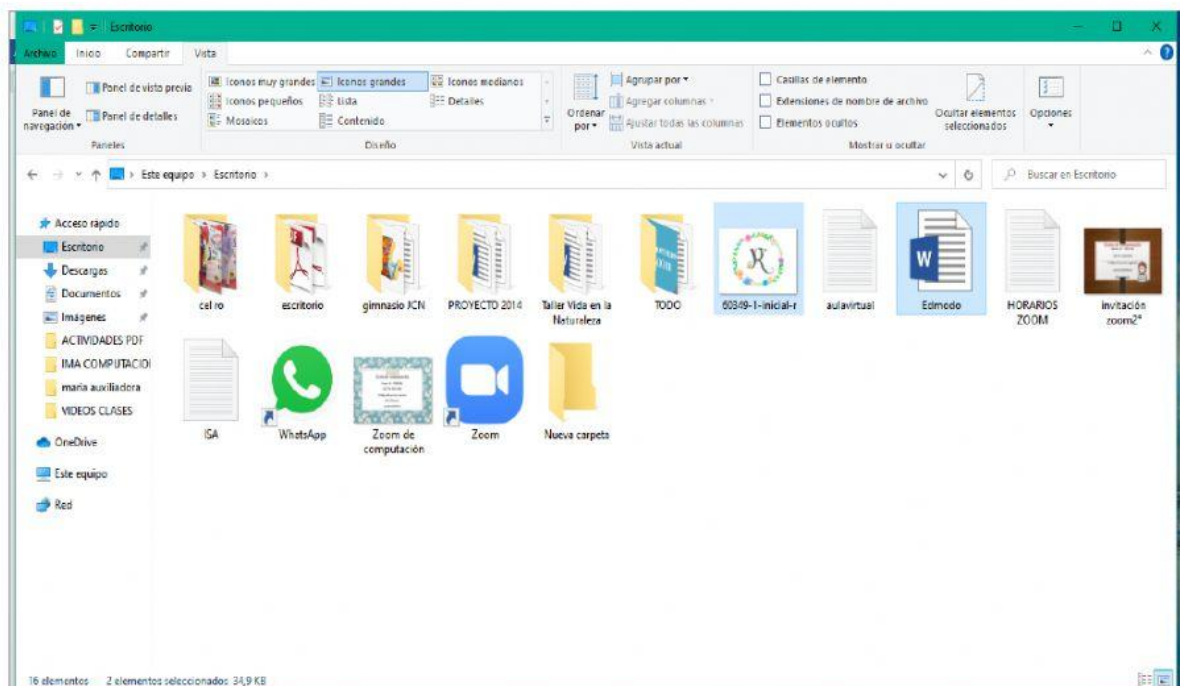 Escritorio
Archivo Inicio Compartir Vista
Panel de navegación
Panel de vista previa
Panel de detalles
Paneles
Iconos muy grandes Iconos grandes Iconos medianos
Iconos pequeños Lista Detalles
Mosaicos Contenido
Diseño
Ordenar por
Agrupar por
Agregar columnas
Ajustar todas las columnas
Vista actual
Casillas de elemento
Extensiones de nombre de archivo
Elementos ocultos
Ocultar elementos seleccionados
Mostrar u ocultar
Opciones
Este equipo > Escritorio >
Buscar en Escritorio
Acceso rápido
Escritorio
Descargas
Documentos
Imágenes
ACTIVIDADES PDF
IMA COMPUTACIO
maria auxiliadora
VIDEOS CLASES
OneDrive
Este equipo
Red
cel ro
escritorio
gimnasio JCN
PROYECTO 2014
Taller Vida en la
Naturaleza
TODO
60349-1-inicial-r
aulavirtual
W
Edmodo
HORARIOS
ZOOM
invitación
zoom2°
ISA
WhatsApp
Zoom de
computación
Zoom
Nueva carpeta
16 elementos 2 elementos seleccionados 34,9 KB